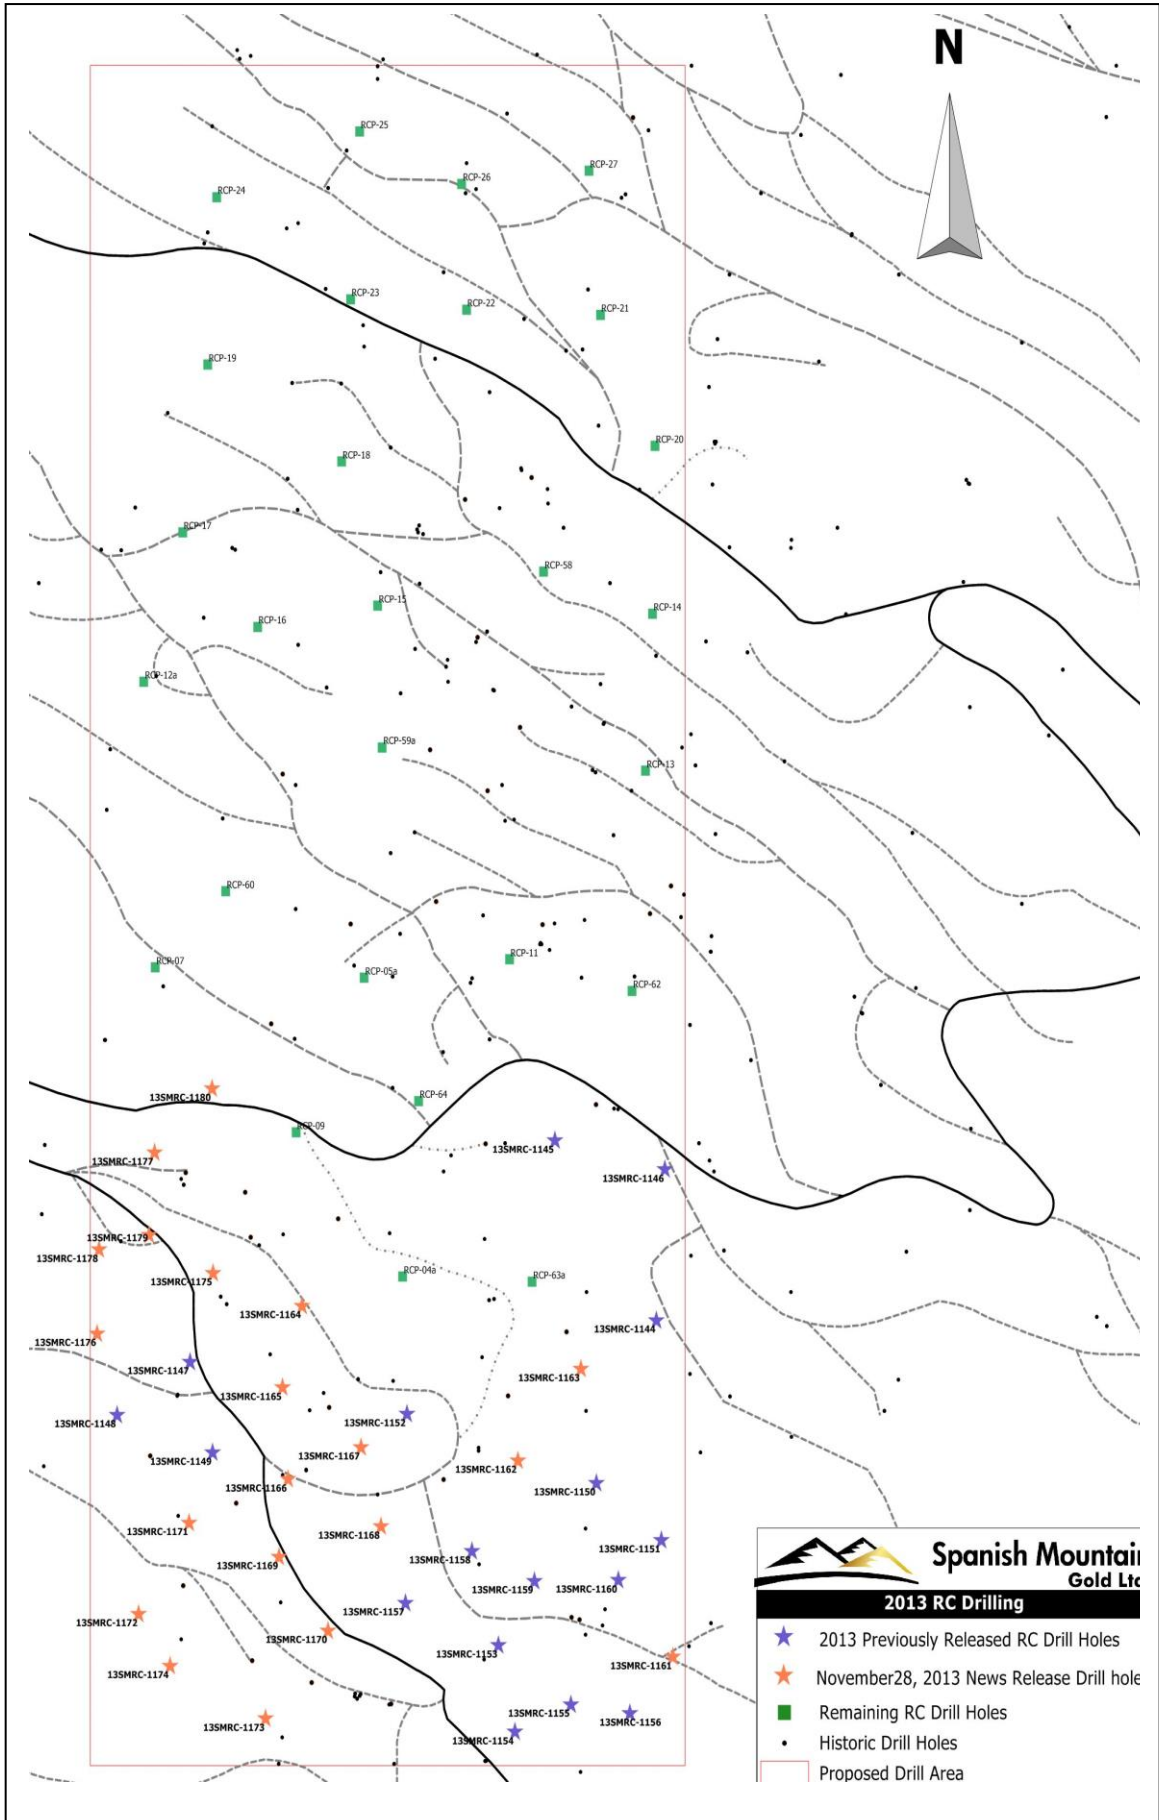 N
RCP-25
RCP-27
RCP-26
RCP-24
RCP-23
RCP-22
RCP-21
RCP-19
RCP-20
RCP-18
RCP-17
RCP-58
RCP-15
RCP-14
RCP-16
RCP-12a
RCP-59a
RCP-13
RCP-60
RCP-11
RCP-07
RCP-05a
RCP-62
13SMRC-1180
RCP-64
RCP-09
13SMRC-1145
13SMRC-1177
13SMRC-1146
13SMRC-1179
13SMRC-1178
13SMRC-1175
RCP-04a
RCP-63a
13SMRC-1164
13SMRC-1144
13SMRC-1176
13SMRC-1147
13SMRC-1163
13SMRC-1165
13SMRC-1148
13SMRC-1152
13SMRC-1149
13SMRC-1167
13SMRC-1162
13SMRC-1166
13SMRC-1150
13SMRC-1171
13SMRC-1168
13SMRC-1151
13SMRC-1169
13SMRC-1158
13SMRC-1159
13SMRC-1160
13SMRC-1157
13SMRC-1172
13SMRC-1170
13SMRC-1153
13SMRC-1174
13SMRC-1161
13SMRC-1173
13SMRC-1155
13SMRC-1156
13SMRC-1154
Spanish Mountai
Gold Ltd
2013 RC Drilling
2013 Previously Released RC Drill Holes
November28, 2013 News Release Drill hole
Remaining RC Drill Holes
Historic Drill Holes
Proposed Drill Area